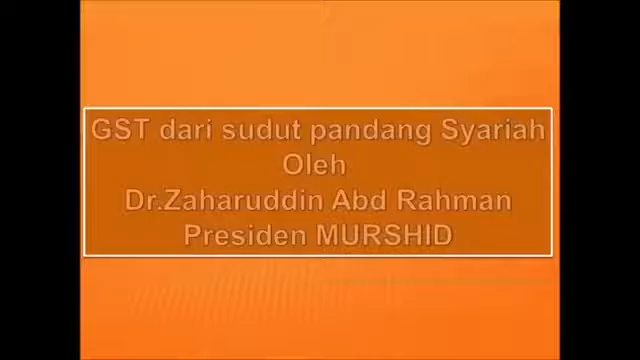 GST dari sudut pandang Syariah
Oleh
Dr.Zaharuddin Abd Rahman
Presiden MURSHID